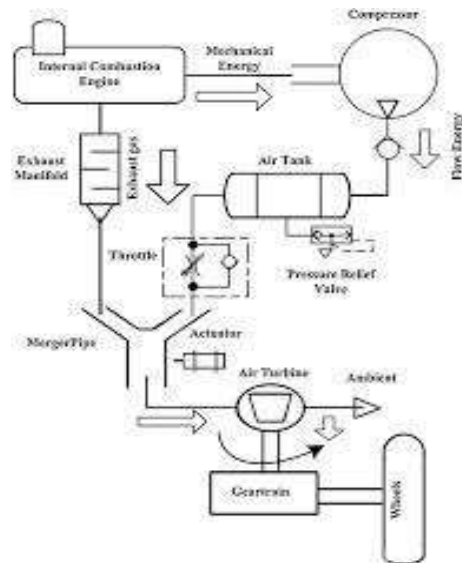 Compressor
Internal Combustion
Engine
Mechanical
Energy
Exhaust
Manifold
Exhaust gas
Air Tank
Flow Energy
Throttle
Pressure Relief
Valve
MergerPipe
Actuator
Air Turbine
Ambient
Geartrain
Wheels